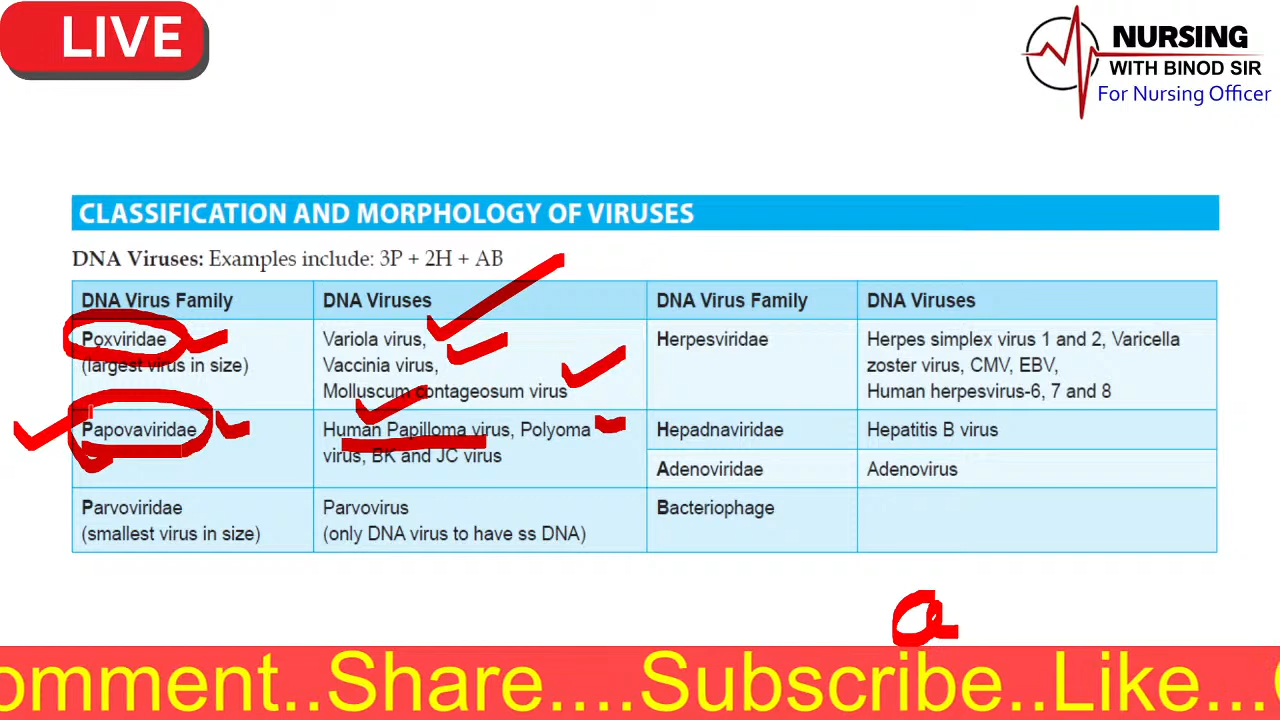 LIVE
NURSING
WITH BINOD SIR
For Nursing Officer
CLASSIFICATION AND MORPHOLOGY OF VIRUSES
DNA Viruses: Examples include: 3P + 2H + AB
DNA Virus Family DNA Viruses DNA Virus Family DNA Viruses
Poxviridae
(largest virus in size)
Variola virus,
Vaccinia virus,
Molluscum contageosum virus
Herpesviridae
Herpes simplex virus 1 and 2, Varicella
zoster virus, CMV, EBV,
Human herpesvirus-6, 7 and 8
Papovaviridae
Human Papilloma virus, Polyoma
virus, BK and JC virus
Hepadnaviridae
Hepatitis B virus
Adenoviridae
Adenovirus
Parvoviridae
(smallest virus in size)
Parvovirus
(only DNA virus to have ss DNA)
Bacteriophage
a
omment..Share....Subscribe..Like...